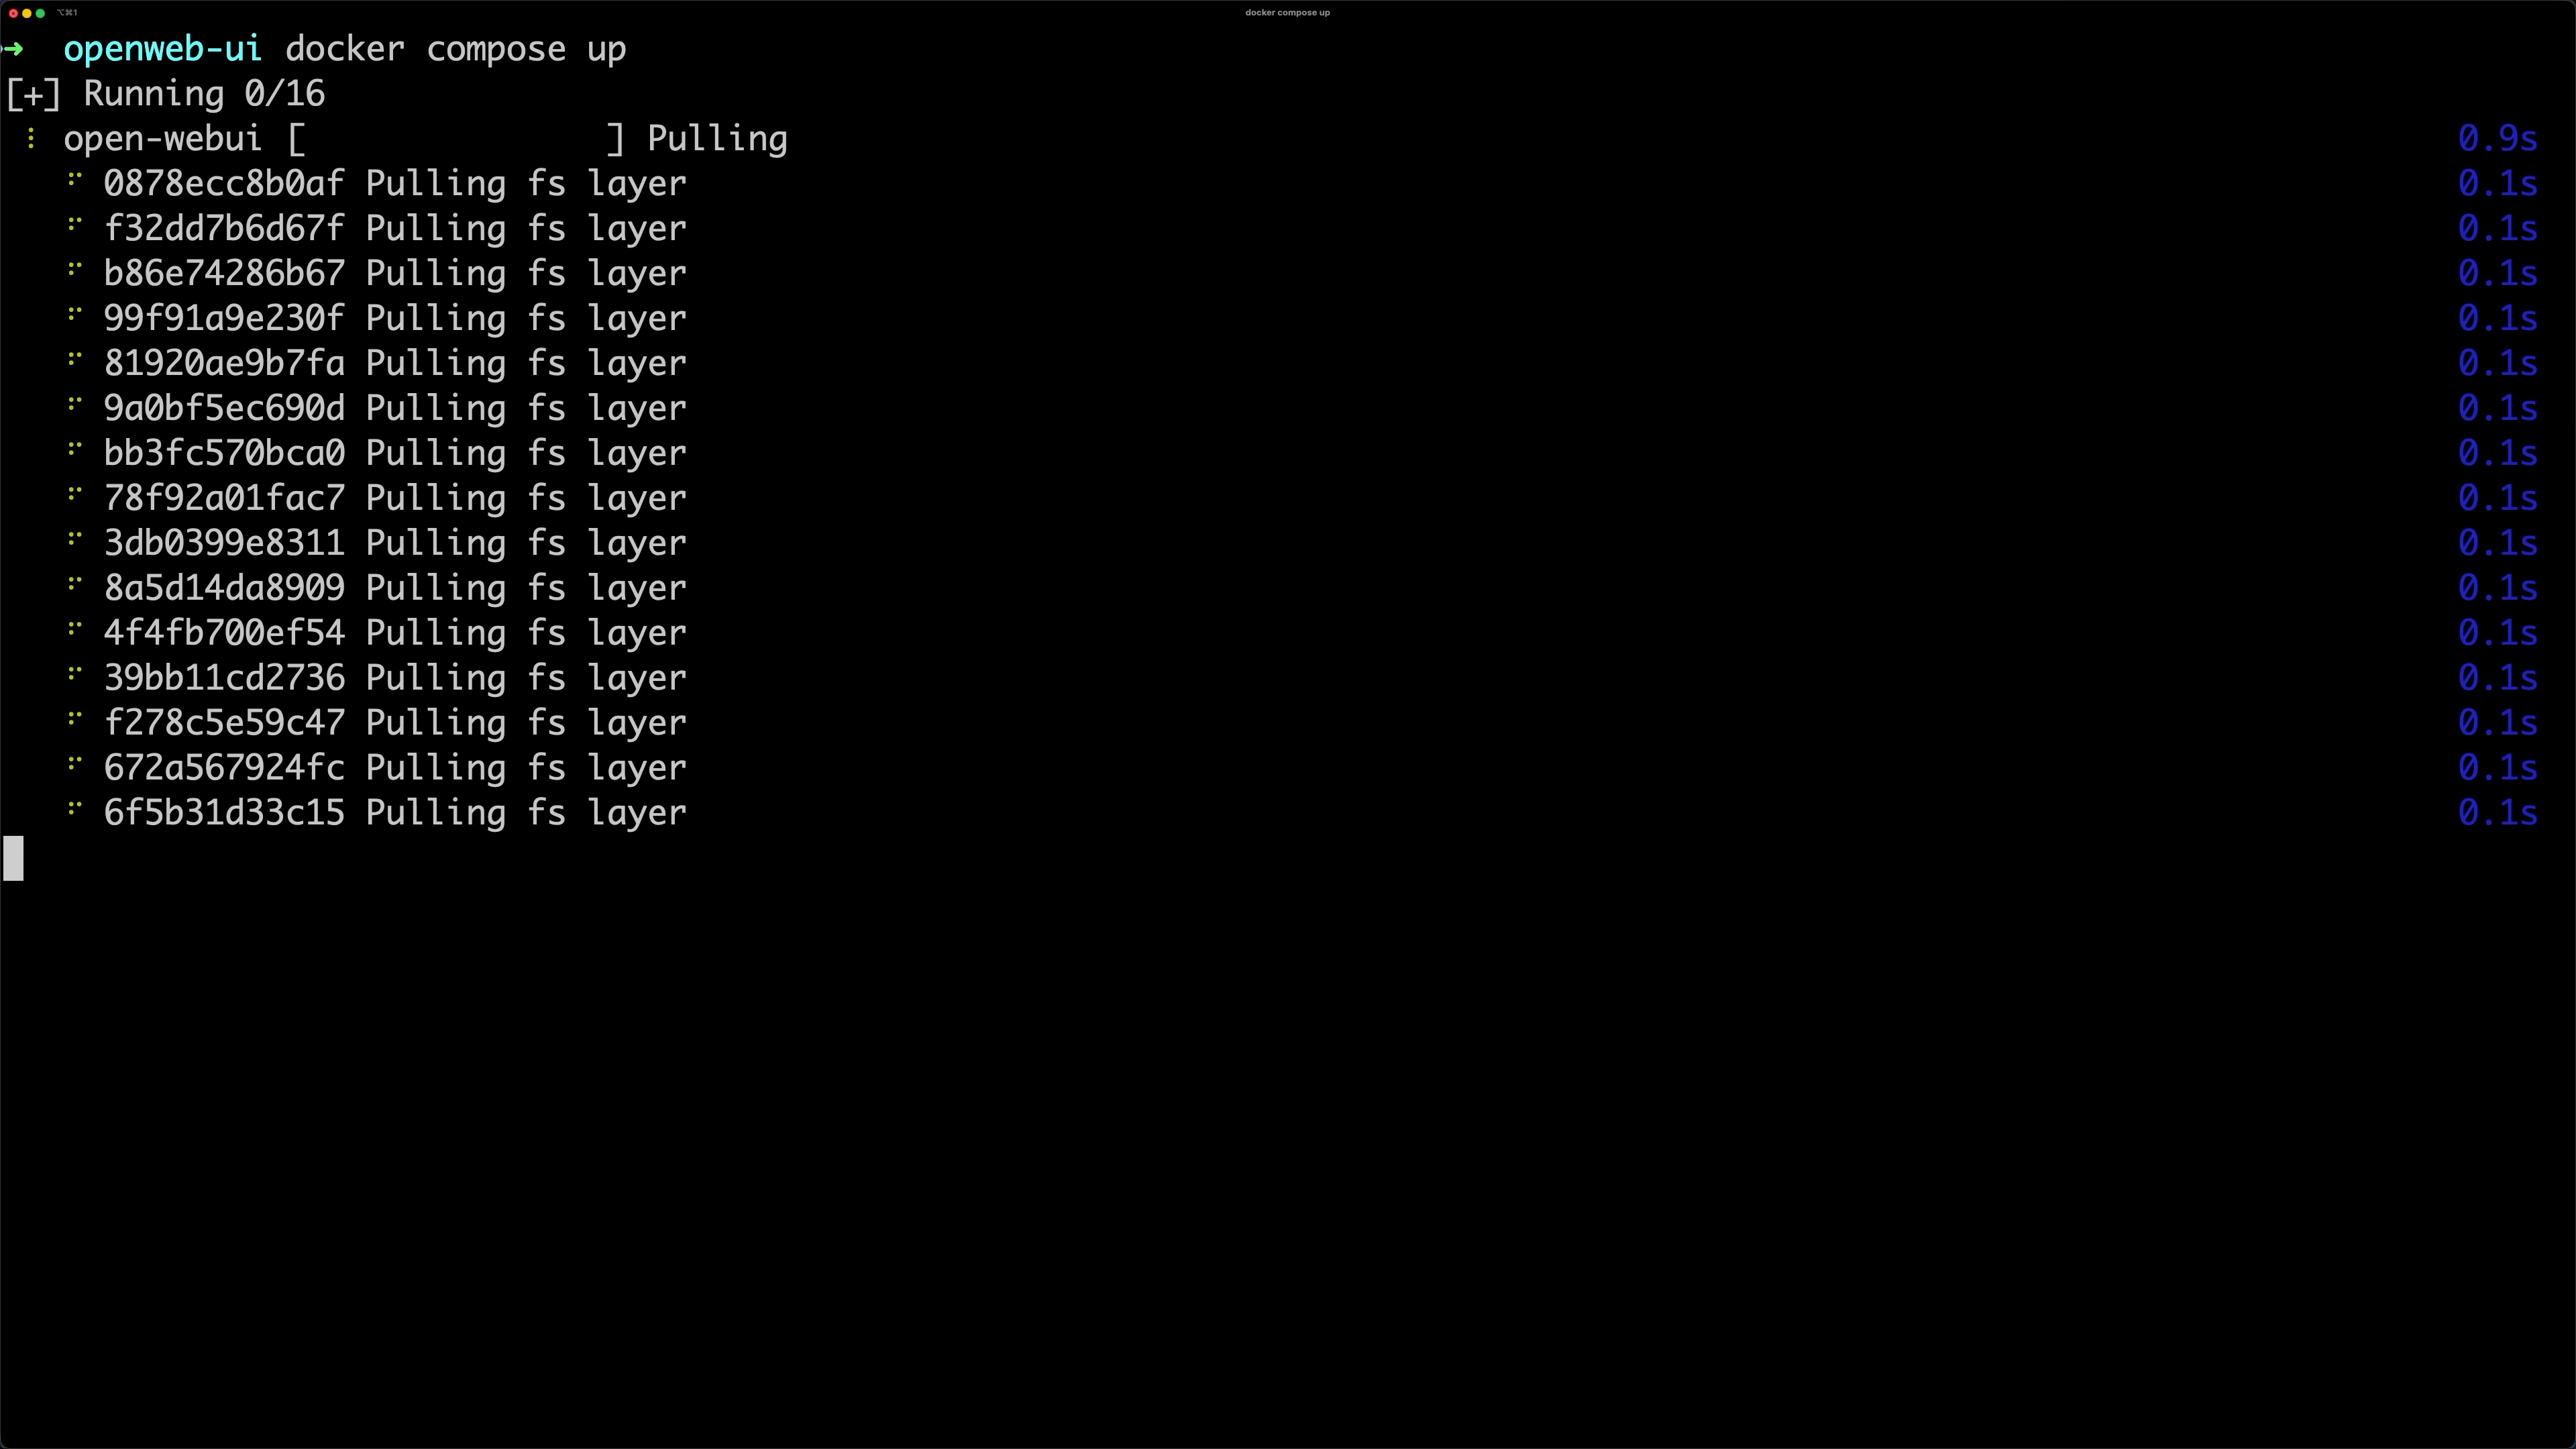 ⌥⌘1
docker compose up
➜ openweb-ui docker compose up
[+] Running 0/16
⠸ open-webui [               ] Pulling 0.9s
0878ecc8b0af Pulling fs layer 0.1s
f32dd7b6d67f Pulling fs layer 0.1s
b86e74286b67 Pulling fs layer 0.1s
99f91a9e230f Pulling fs layer 0.1s
81920ae9b7fa Pulling fs layer 0.1s
9a0bf5ec690d Pulling fs layer 0.1s
bb3fc570bca0 Pulling fs layer 0.1s
78f92a01fac7 Pulling fs layer 0.1s
3db0399e8311 Pulling fs layer 0.1s
8a5d14da8909 Pulling fs layer 0.1s
4f4fb700ef54 Pulling fs layer 0.1s
39bb11cd2736 Pulling fs layer 0.1s
f278c5e59c47 Pulling fs layer 0.1s
672a567924fc Pulling fs layer 0.1s
6f5b31d33c15 Pulling fs layer 0.1s